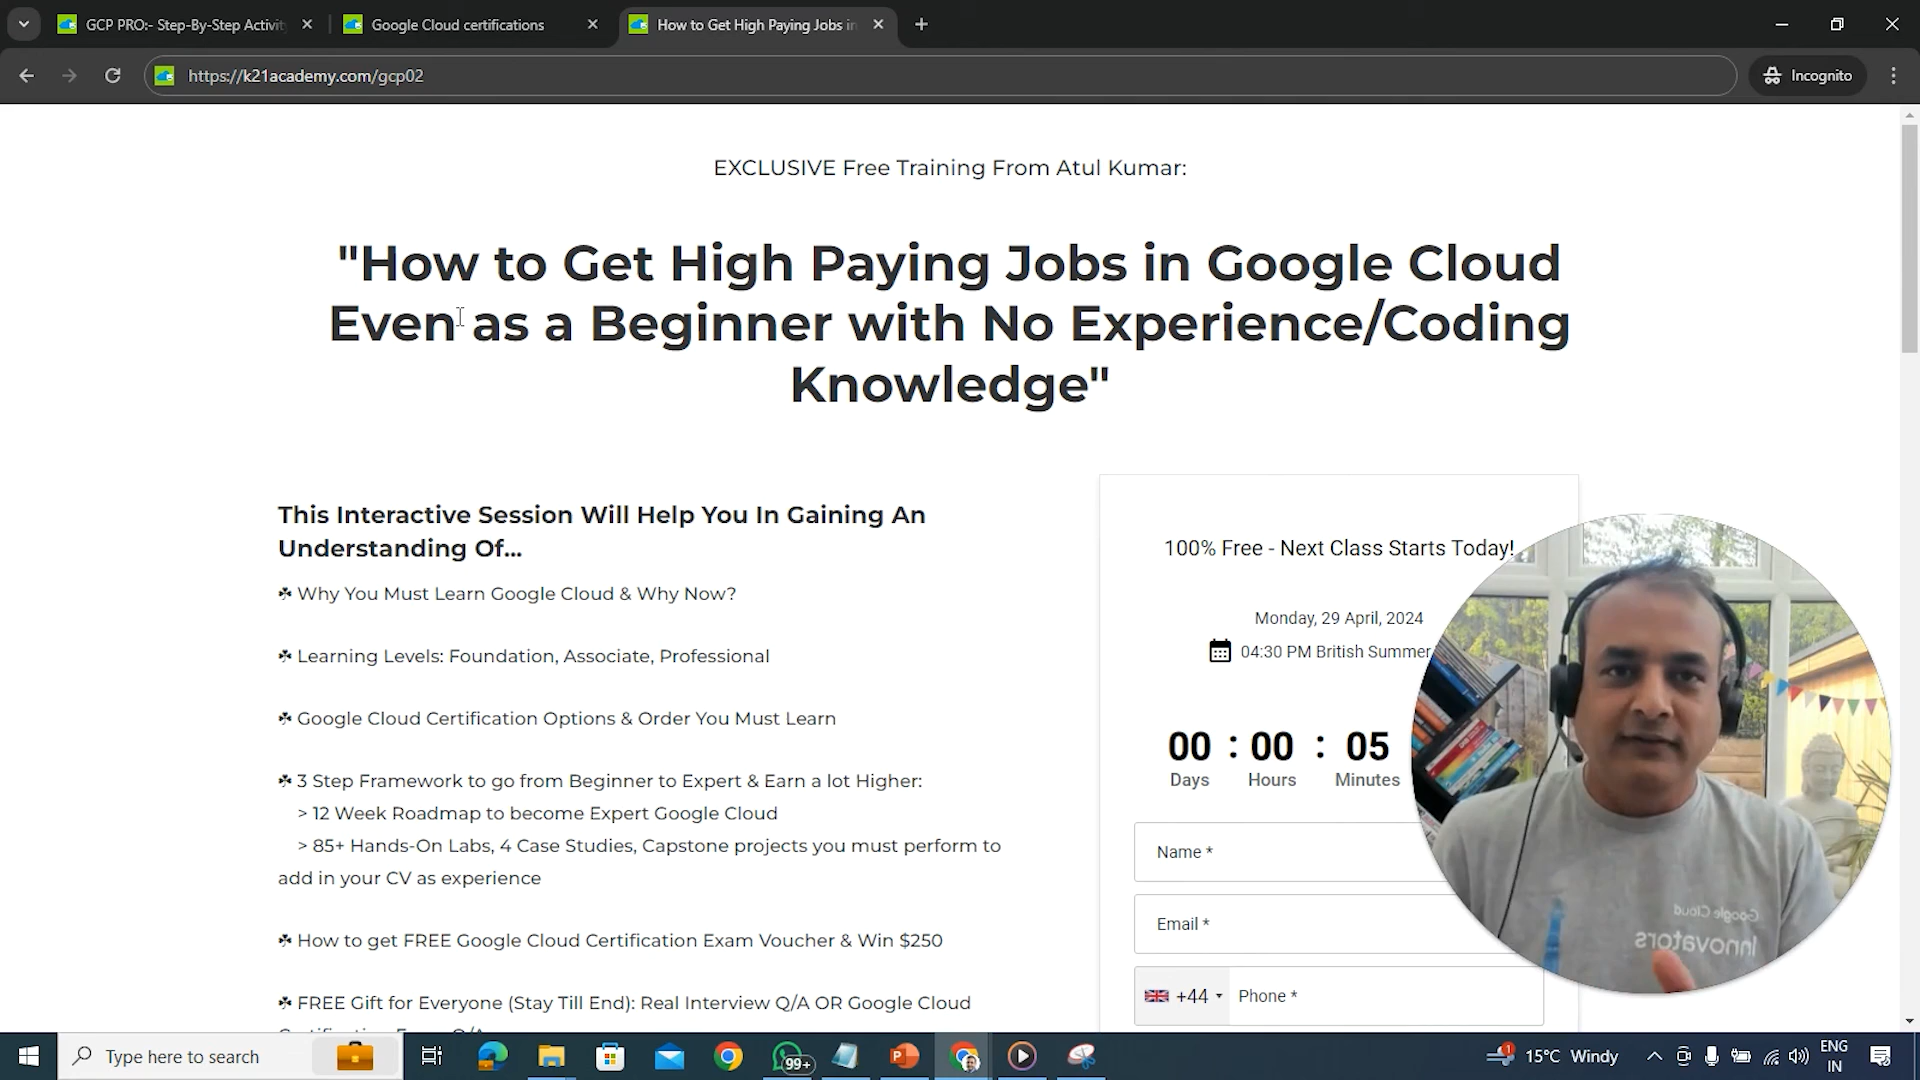 GCP PRO:- Step-By-Step Activit
Google Cloud certifications
How to Get High Paying Jobs in
https://k21academy.com/gcp02
Incognito
EXCLUSIVE Free Training From Atul Kumar:
"How to Get High Paying Jobs in Google Cloud
Even as a Beginner with No Experience/Coding
Knowledge"
This Interactive Session Will Help You In Gaining An
Understanding Of...
☘ Why You Must Learn Google Cloud & Why Now?
☘ Learning Levels: Foundation, Associate, Professional
☘ Google Cloud Certification Options & Order You Must Learn
☘ 3 Step Framework to go from Beginner to Expert & Earn a lot Higher:
> 12 Week Roadmap to become Expert Google Cloud
> 85+ Hands-On Labs, 4 Case Studies, Capstone projects you must perform to
add in your CV as experience
☘ How to get FREE Google Cloud Certification Exam Voucher & Win $250
☘ FREE Gift for Everyone (Stay Till End): Real Interview Q/A OR Google Cloud
100% Free - Next Class Starts Today!
Monday, 29 April, 2024
04:30 PM British Summer
00 : 00 : 05
Days Hours Minutes
Name *
Email *
+44 Phone *
Google Cloud
Innovators
Type here to search
99+
1
15°C Windy
ENG
IN